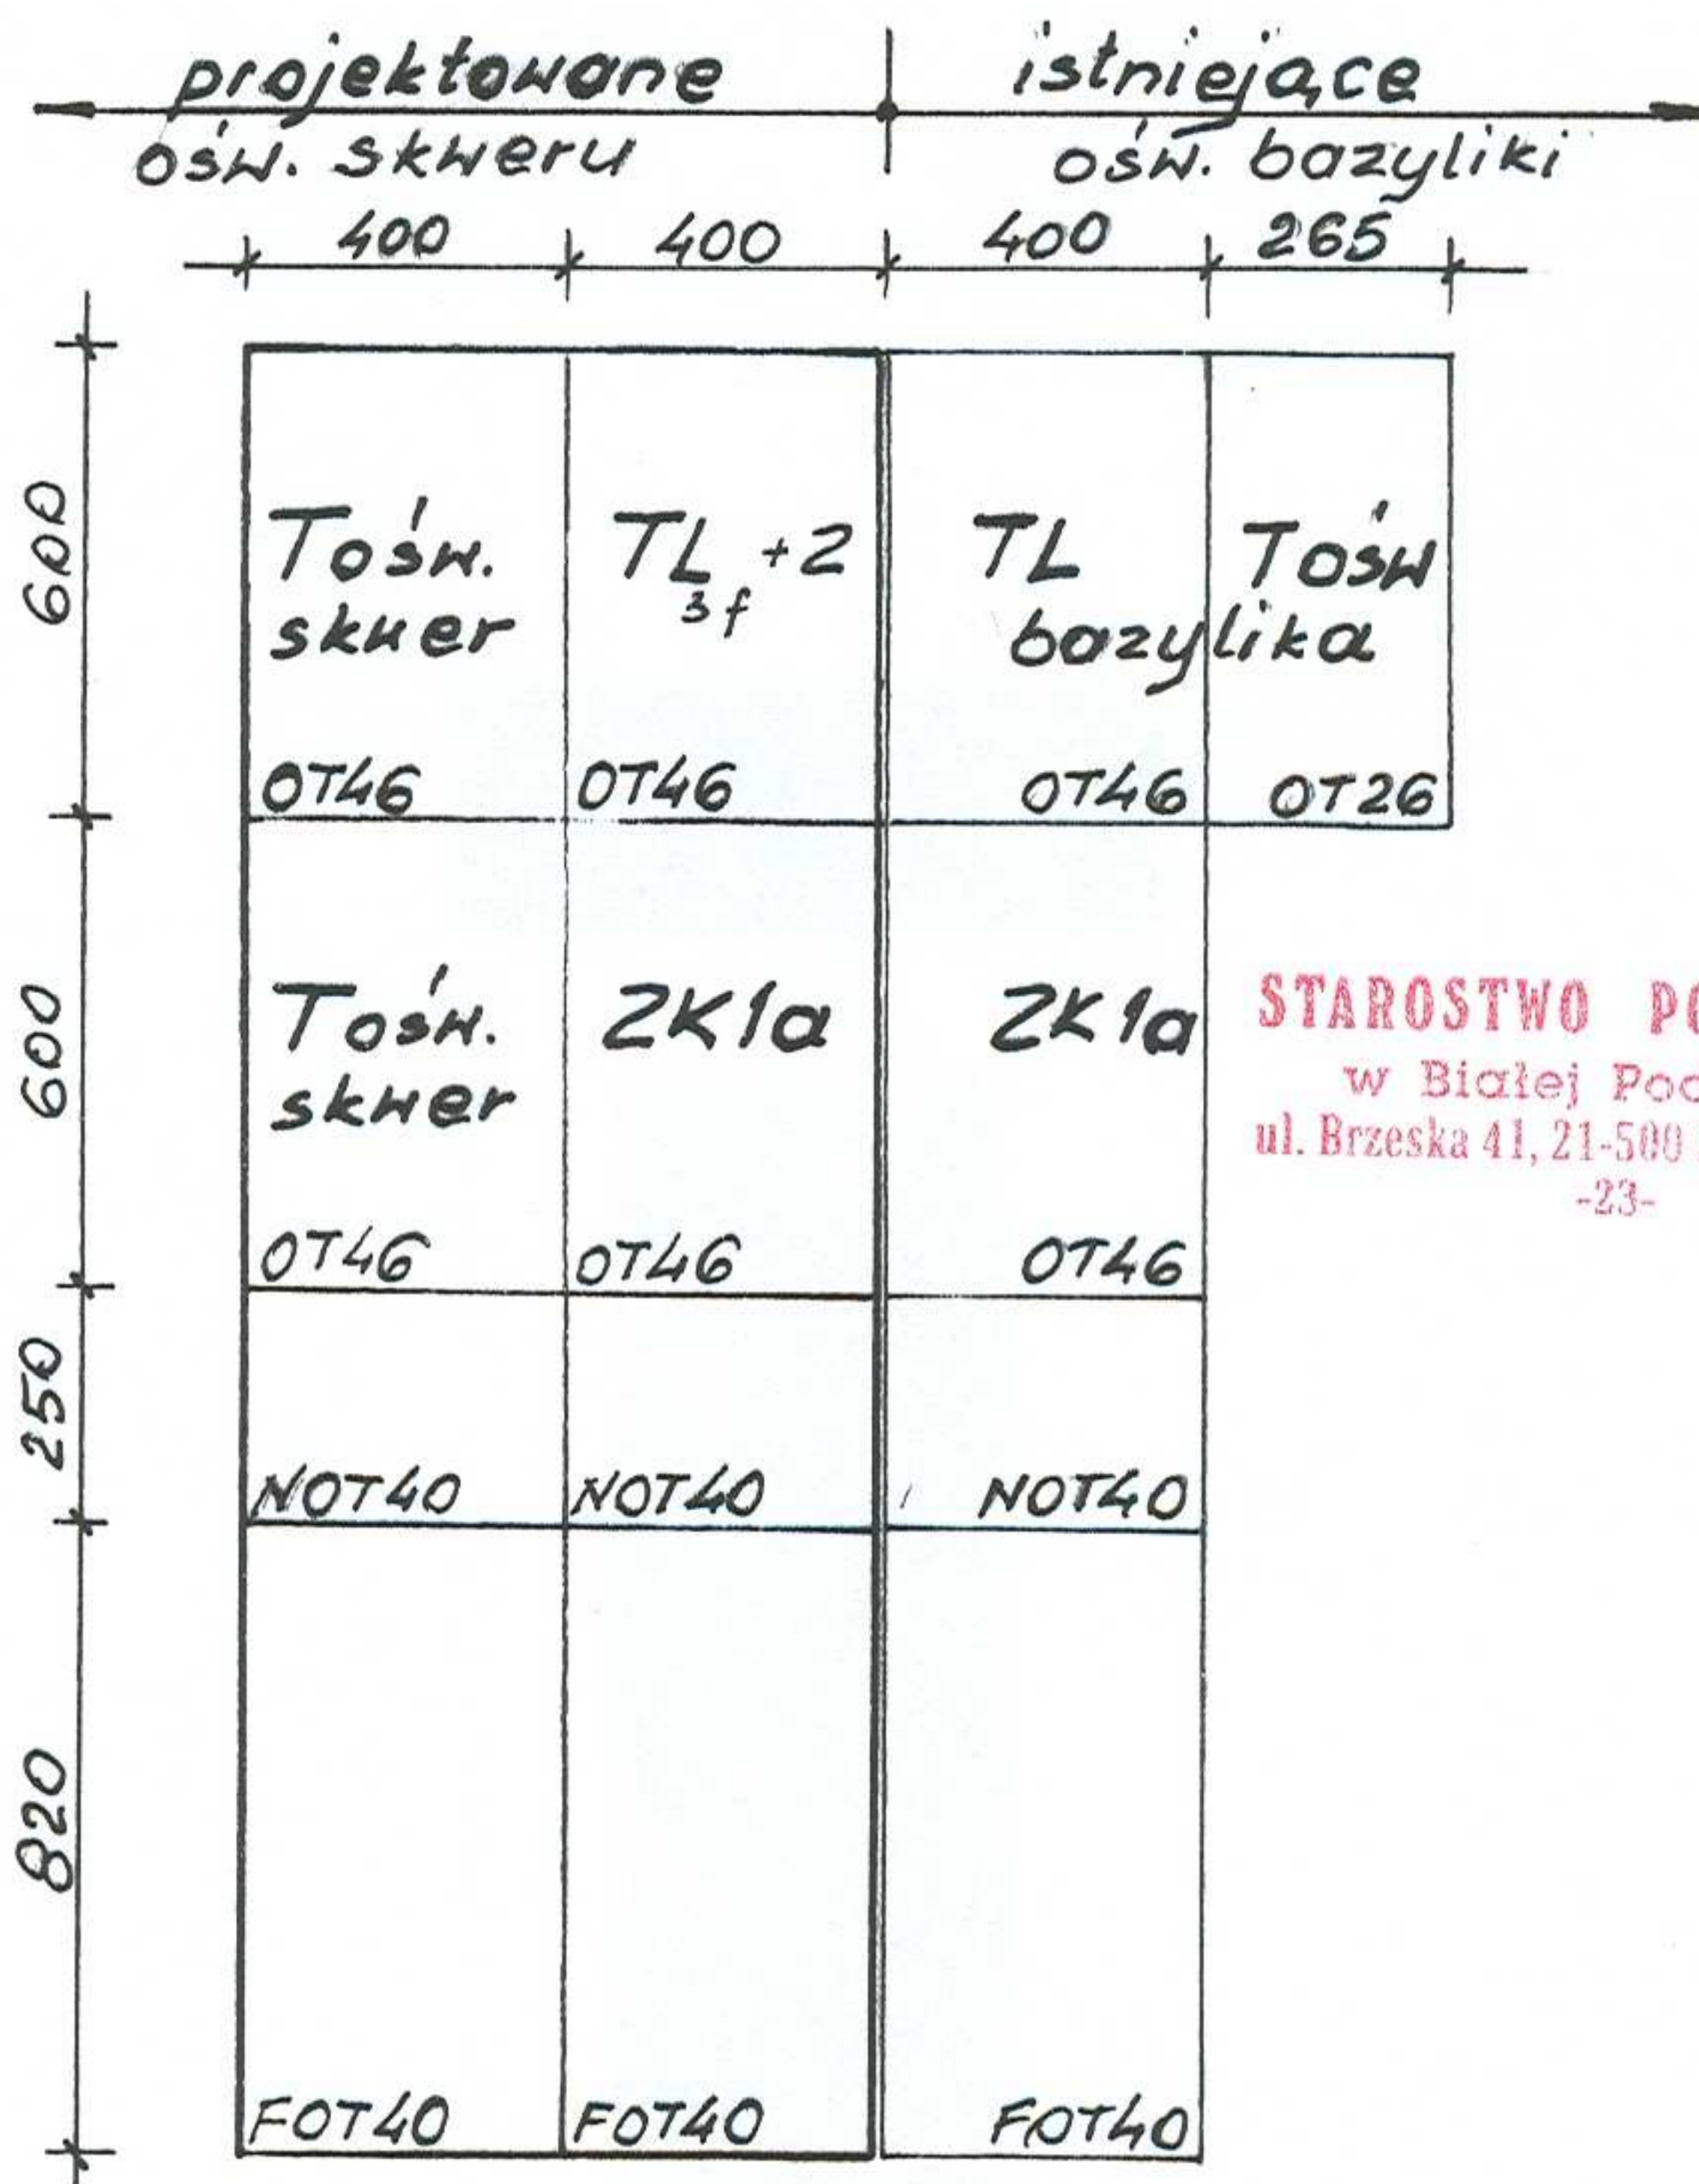 projektowane istniejące
ośw. skweru ośw. bazyliki
400 400 400 265
600
Tośw. TL +2 TL Tośw
3f
skwer bazylika
OT46 OT46 OT46 OT26
600
Tośw. ZK1a ZK1a
skwer
OT46 OT46 OT46
STAROSTWO
w Białej
ul. Brzeska 41, 21-500
-23-
250
NOT40 NOT40 NOT40
820
FOT40 FOT40 FOT40